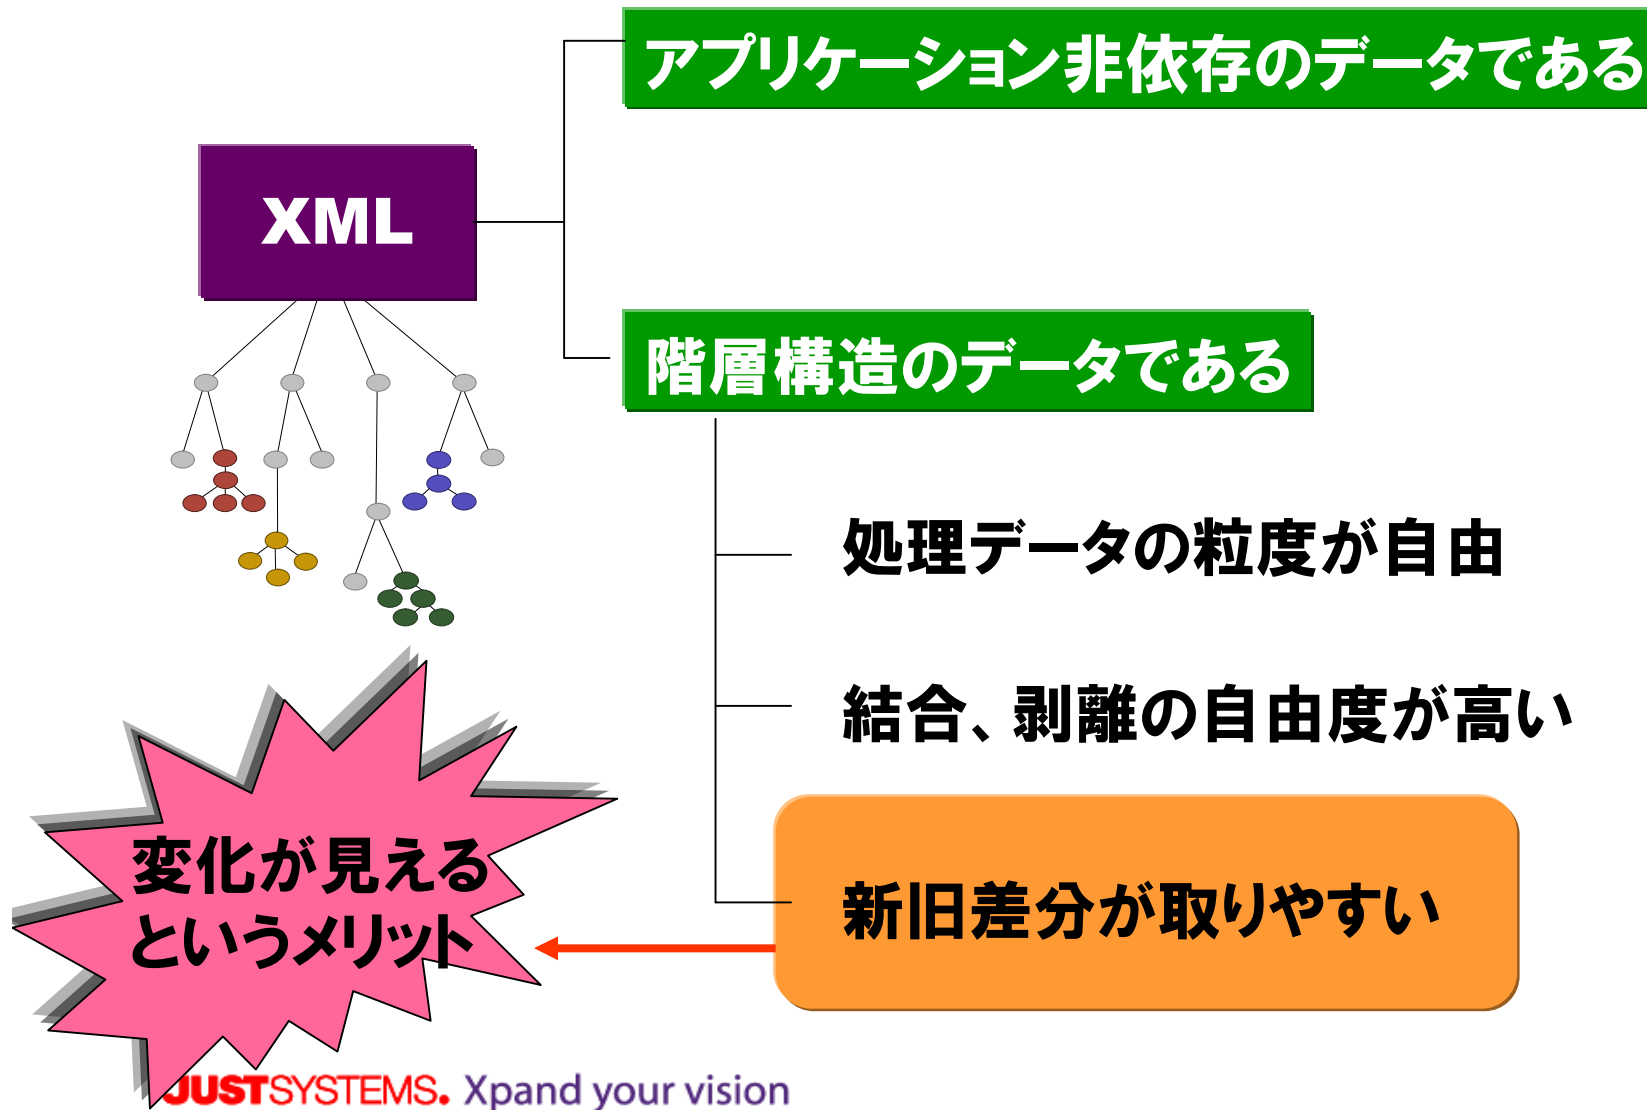 アプリケーション非依存のデータである
XML
階層構造のデータである
処理データの粒度が自由
結合、剥離の自由度が高い
新旧差分が取りやすい
変化が見える
というメリット
JUSTSYSTEMS. Xpand your vision